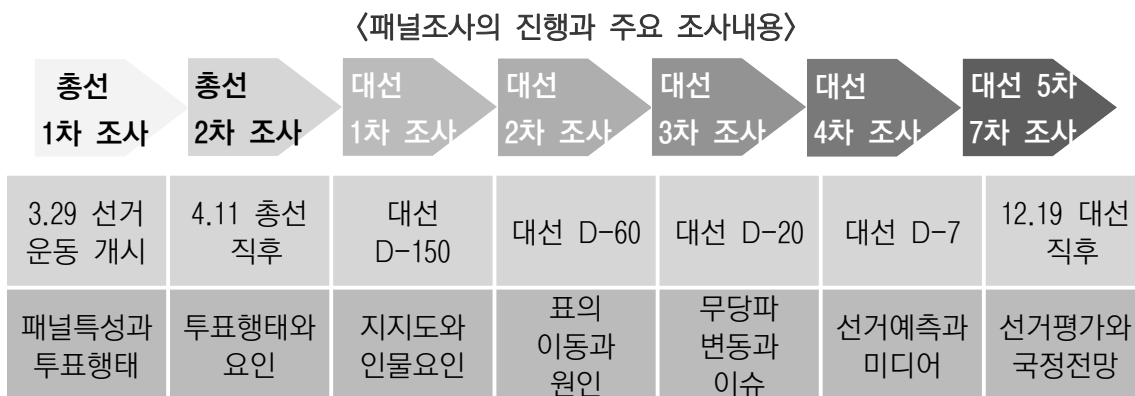 〈패널조사의 진행과 주요 조사내용〉
총선
1차 조사
총선
2차 조사
대선
1차 조사
대선
2차 조사
대선
3차 조사
대선
4차 조사
대선 5차
7차 조사
3.29 선거
운동 개시
4.11 총선
직후
대선
D-150
대선 D-60
대선 D-20
대선 D-7
12.19 대선
직후
패널특성과
투표행태
투표행태와
요인
지지도와
인물요인
표의
이동과
원인
무당파
변동과
이슈
선거예측과
미디어
선거평가와
국정전망